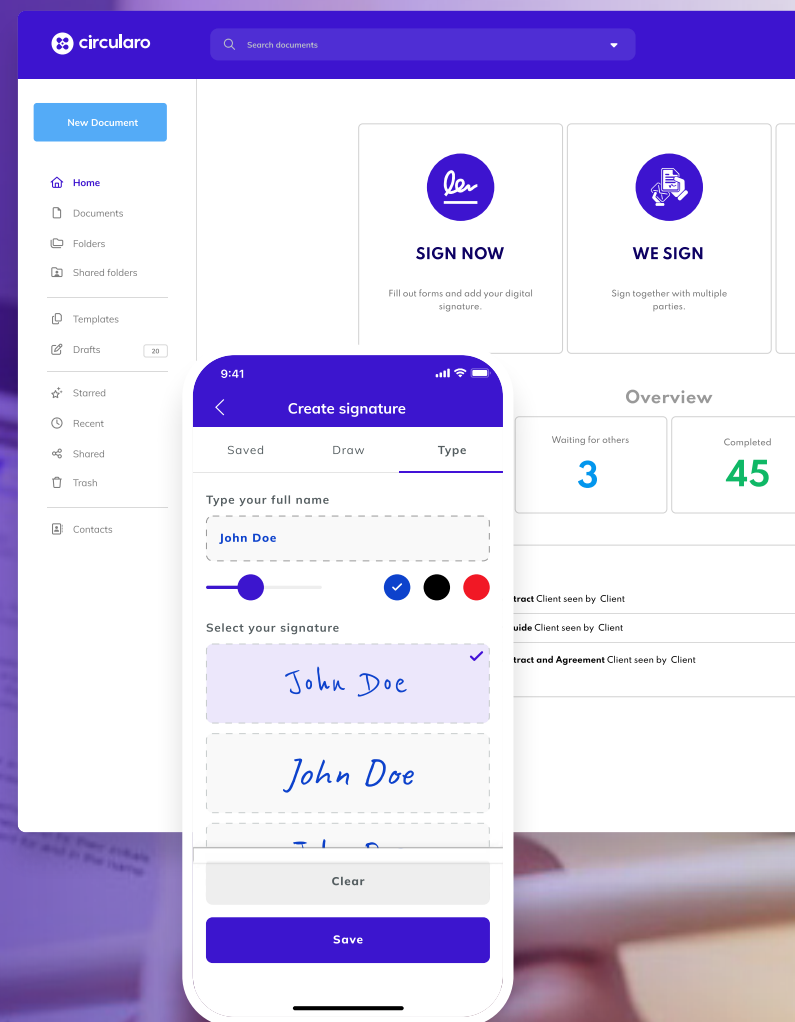 circularo
Search documents
New Document
Home
Documents
Folders
Shared folders
Templates
Drafts
20
Starred
Recent
Shared
Trash
Contacts
SIGN NOW
Fill out forms and add your digital
signature.
WE SIGN
Sign together with multiple
parties.
Overview
Waiting for others
3
Completed
45
tract Client seen by Client
uide Client seen by Client
tract and Agreement Client seen by Client
9:41
Create signature
Saved
Draw
Type
Type your full name
John Doe
Select your signature
John Doe
John Doe
Clear
Save